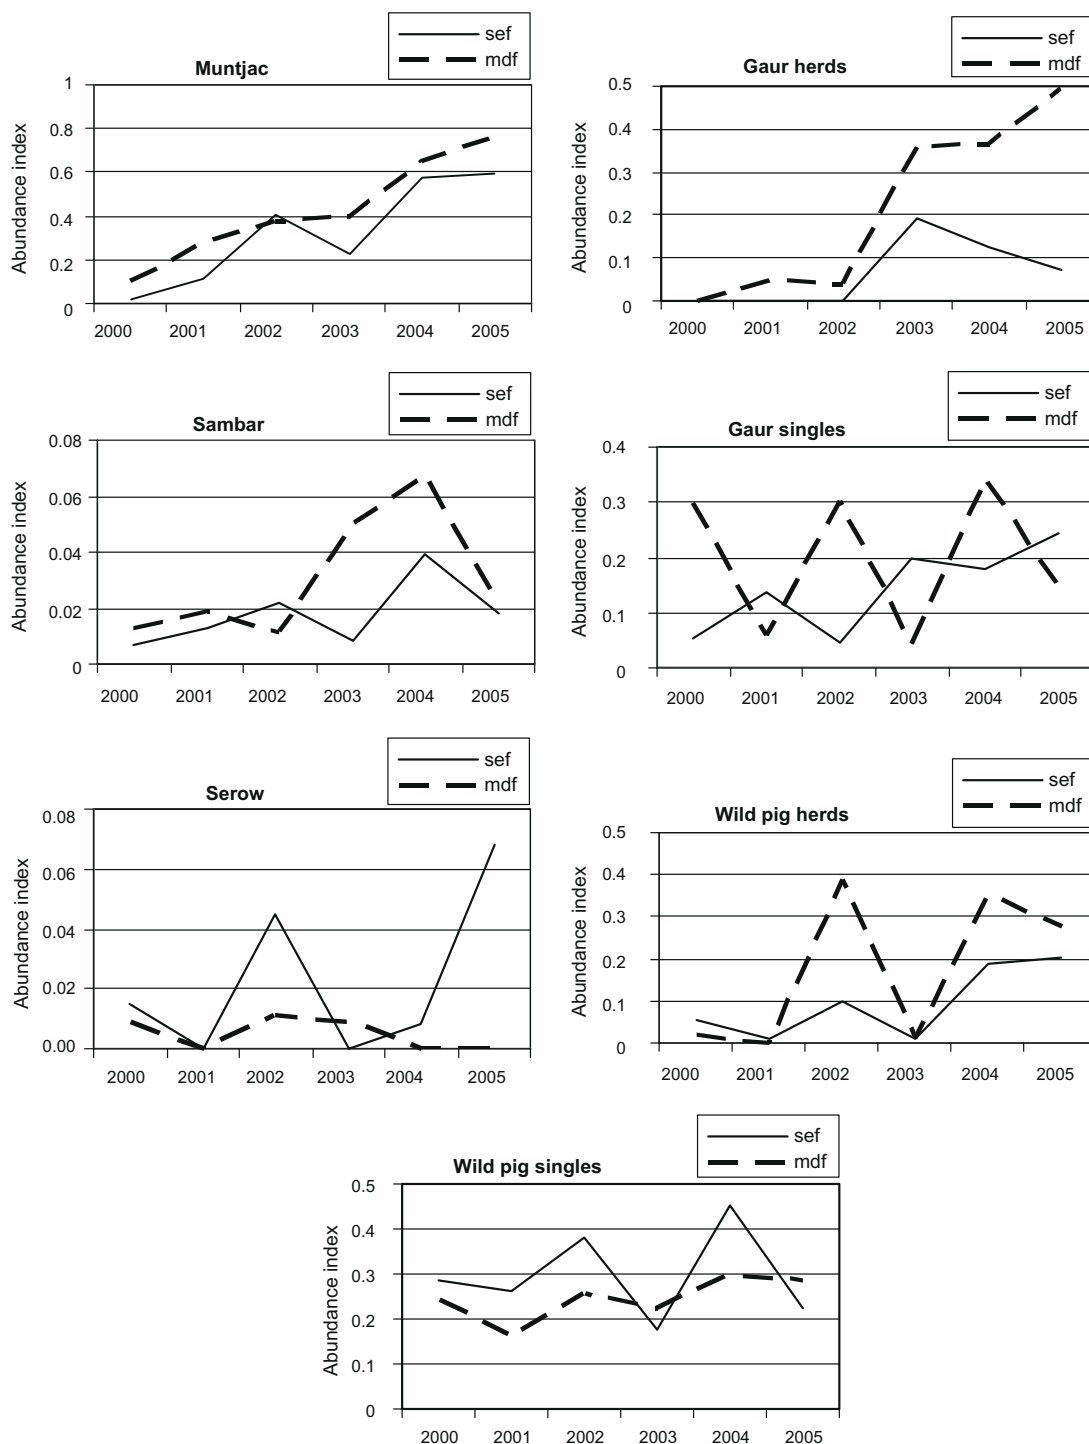 sef
mdf
Muntjac
Abundance index
1
0.8
0.6
0.4
0.2
0
2000 2001 2002 2003 2004 2005
sef
mdf
Gaur herds
Abundance index
0.5
0.4
0.3
0.2
0.1
0
2000 2001 2002 2003 2004 2005
sef
mdf
Sambar
Abundance index
0.08
0.06
0.04
0.02
0
2000 2001 2002 2003 2004 2005
sef
mdf
Gaur singles
Abundance index
0.4
0.3
0.2
0.1
0
2000 2001 2002 2003 2004 2005
sef
mdf
Serow
Abundance index
0.08
0.06
0.04
0.02
0.00
2000 2001 2002 2003 2004 2005
sef
mdf
Wild pig herds
Abundance index
0.5
0.4
0.3
0.2
0.1
0
2000 2001 2002 2003 2004 2005
sef
mdf
Wild pig singles
Abundance index
0.5
0.4
0.3
0.2
0.1
0
2000 2001 2002 2003 2004 2005